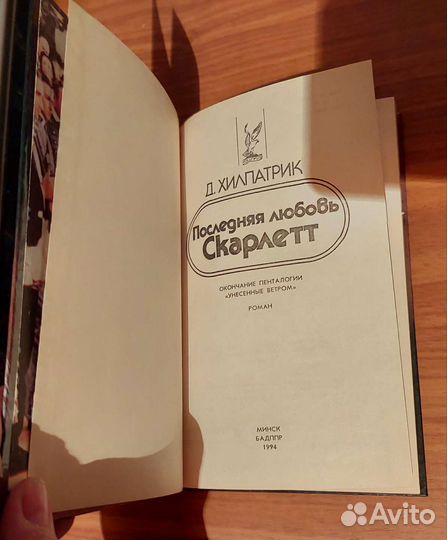 Д. ХИЛПАТРИК
Последняя любовь
Скарлетт
ОКОНЧАНИЕ ПЕНТАЛОГИИ
«УНЕСЕННЫЕ ВЕТРОМ»
РОМАН
МИНСК
БАДППР
1994
Avito